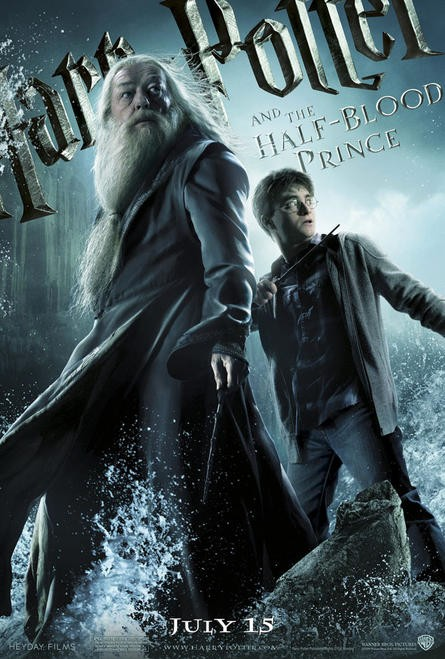 Harry Potter
AND THE
HALF-BLOOD
PRINCE
JULY 15
HEYDAY FILMS
WWW.HARRYPOTTER.COM
WARNER BROS. PICTURES